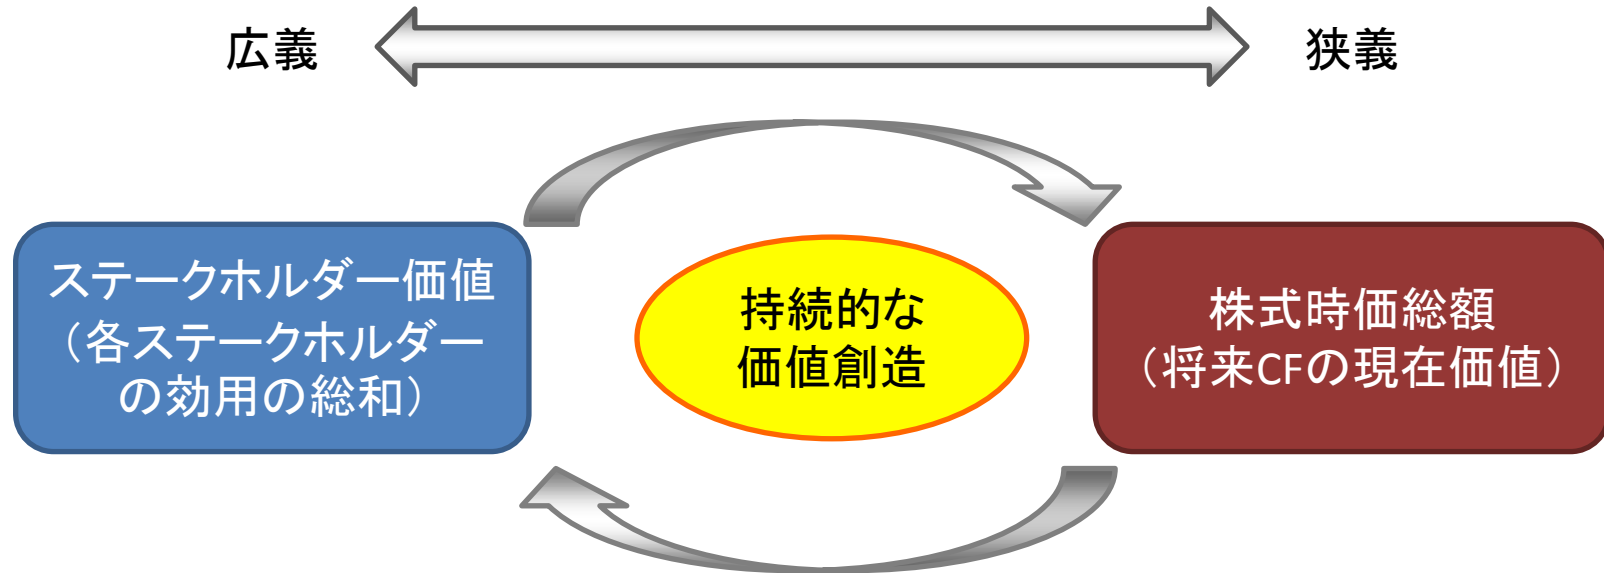 広義
狭義
ステークホルダー価値
（各ステークホルダー
の効用の総和）
持続的な
価値創造
株式時価総額
（将来CFの現在価値）